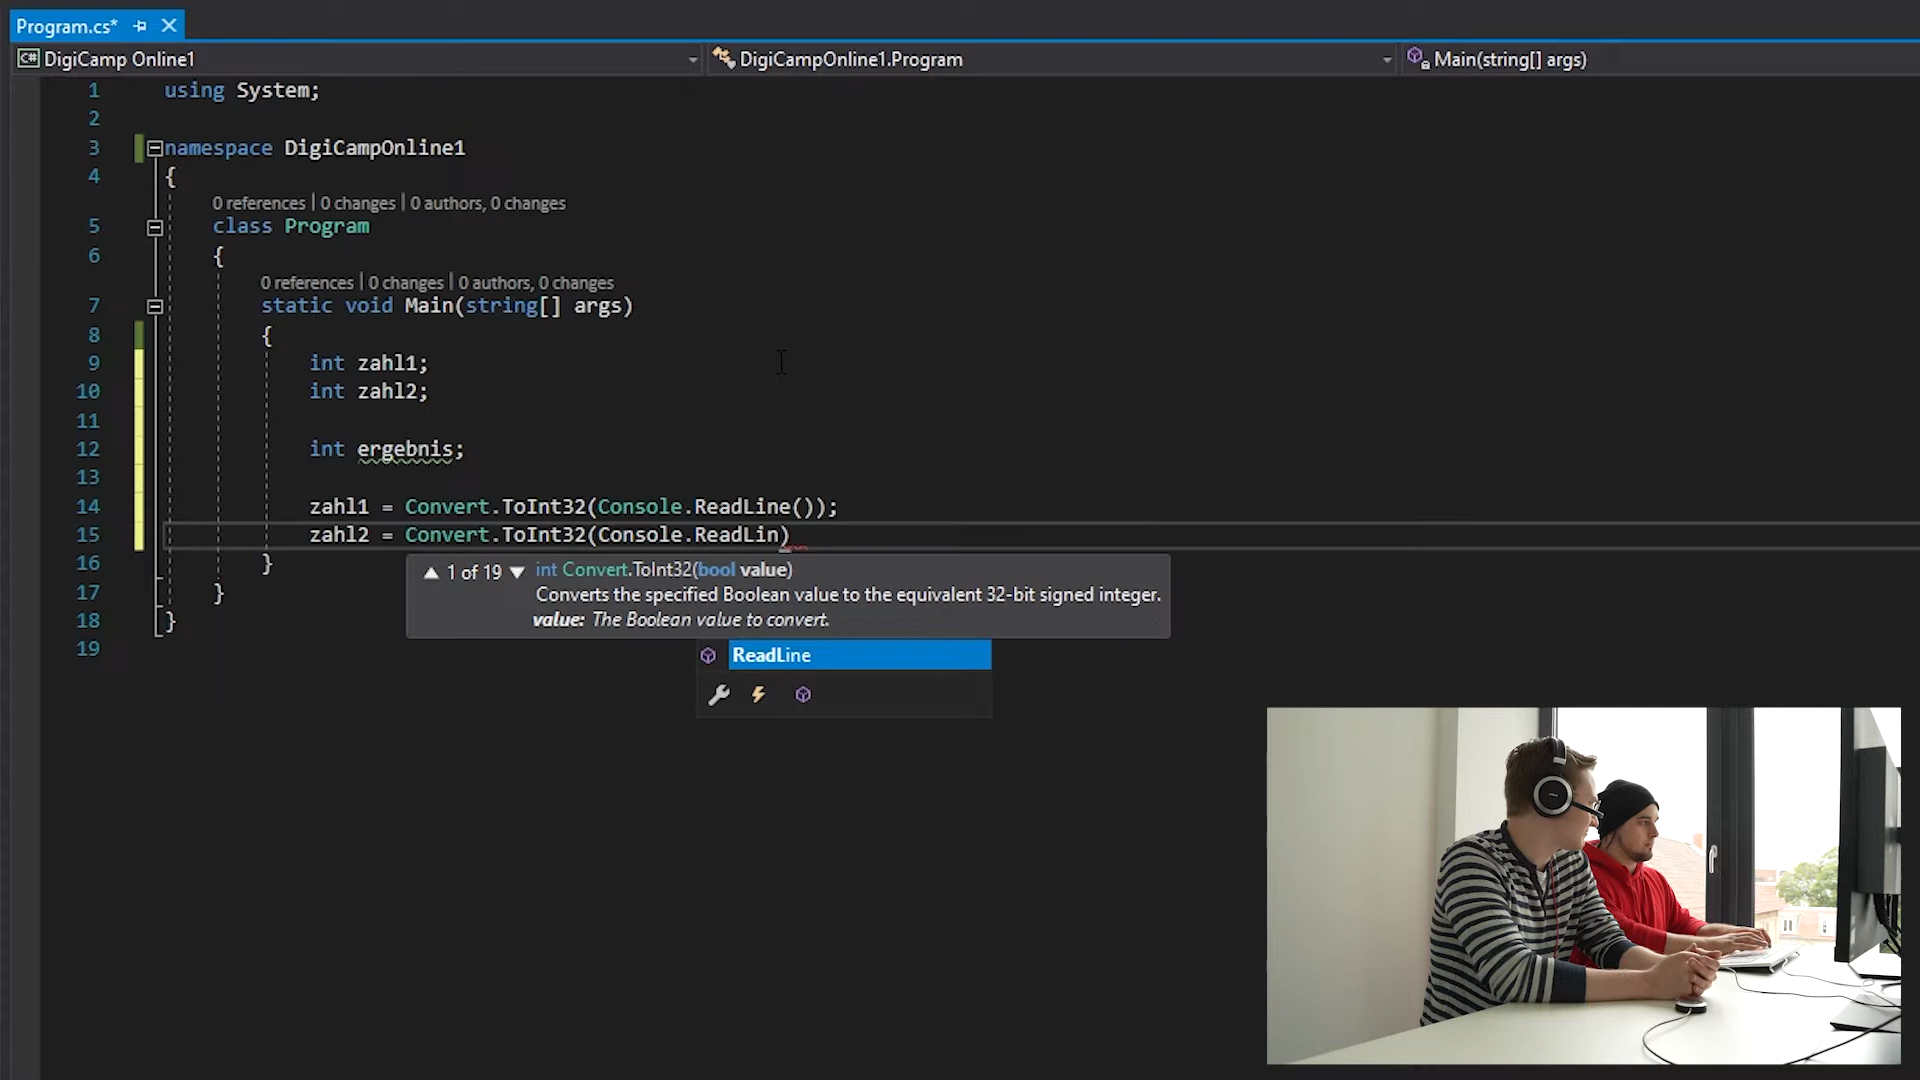 Program.cs*
DigiCamp Online1
DigiCampOnline1.Program
Main(string[] args)
1 using System;
2
3 namespace DigiCampOnline1
4 {
0 references | 0 changes | 0 authors, 0 changes
5 class Program
6 {
0 references | 0 changes | 0 authors, 0 changes
7 static void Main(string[] args)
8 {
9 int zahl1;
10 int zahl2;
11
12 int ergebnis;
13
14 zahl1 = Convert.ToInt32(Console.ReadLine());
15 zahl2 = Convert.ToInt32(Console.ReadLin)
16 }
17 }
18 }
19
▲ 1 of 19 ▼ int Convert.ToInt32(bool value)
Converts the specified Boolean value to the equivalent 32-bit signed integer.
value: The Boolean value to convert.
ReadLine